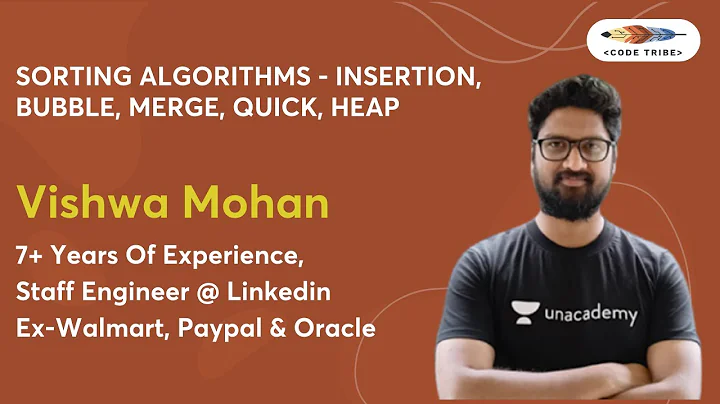 <CODE TRIBE>
SORTING ALGORITHMS - INSERTION,
BUBBLE, MERGE, QUICK, HEAP
Vishwa Mohan
7+ Years Of Experience,
Staff Engineer @ Linkedin
Ex-Walmart, Paypal & Oracle
unacademy